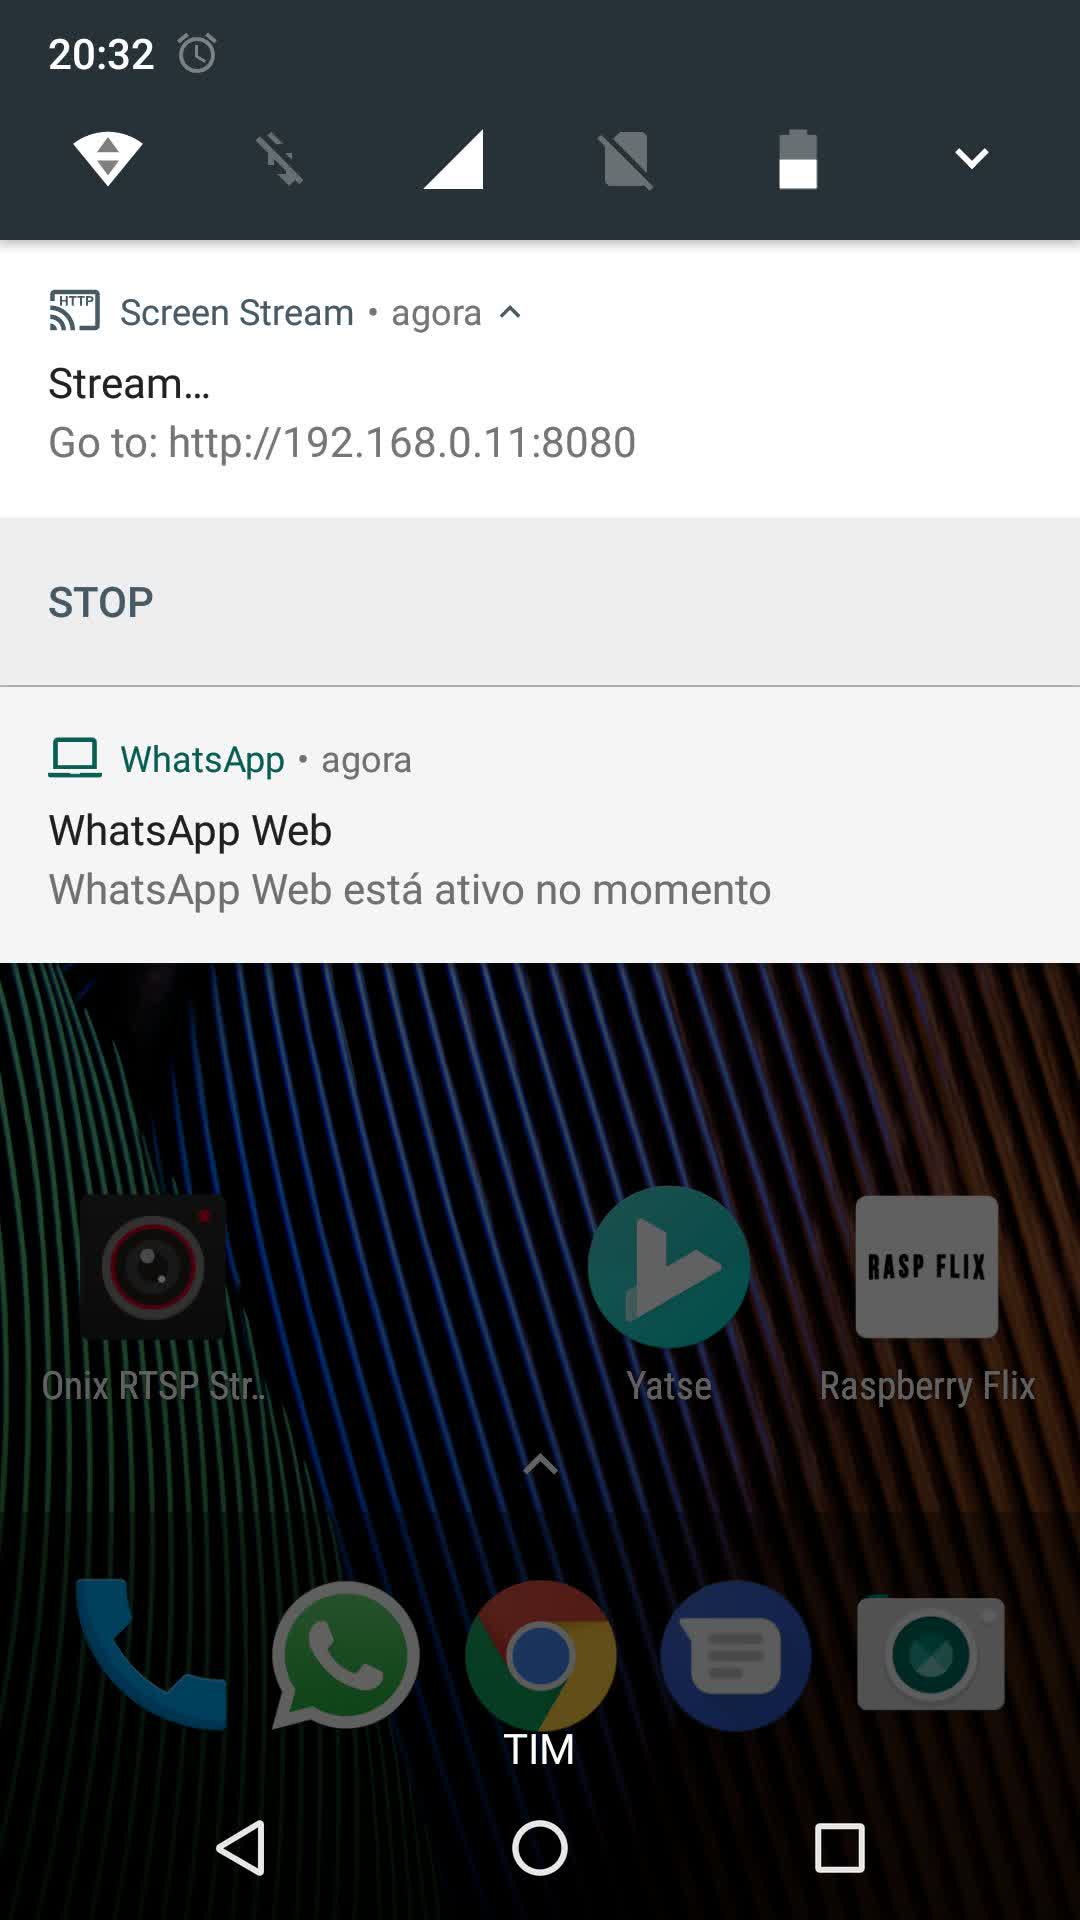 20:32
HTTP
Screen Stream • agora
Stream...
Go to: http://192.168.0.11:8080
STOP
WhatsApp • agora
WhatsApp Web
WhatsApp Web está ativo no momento
RASP FLIX
Onix RTSP Str..
Yatse
Raspberry Flix
TIM